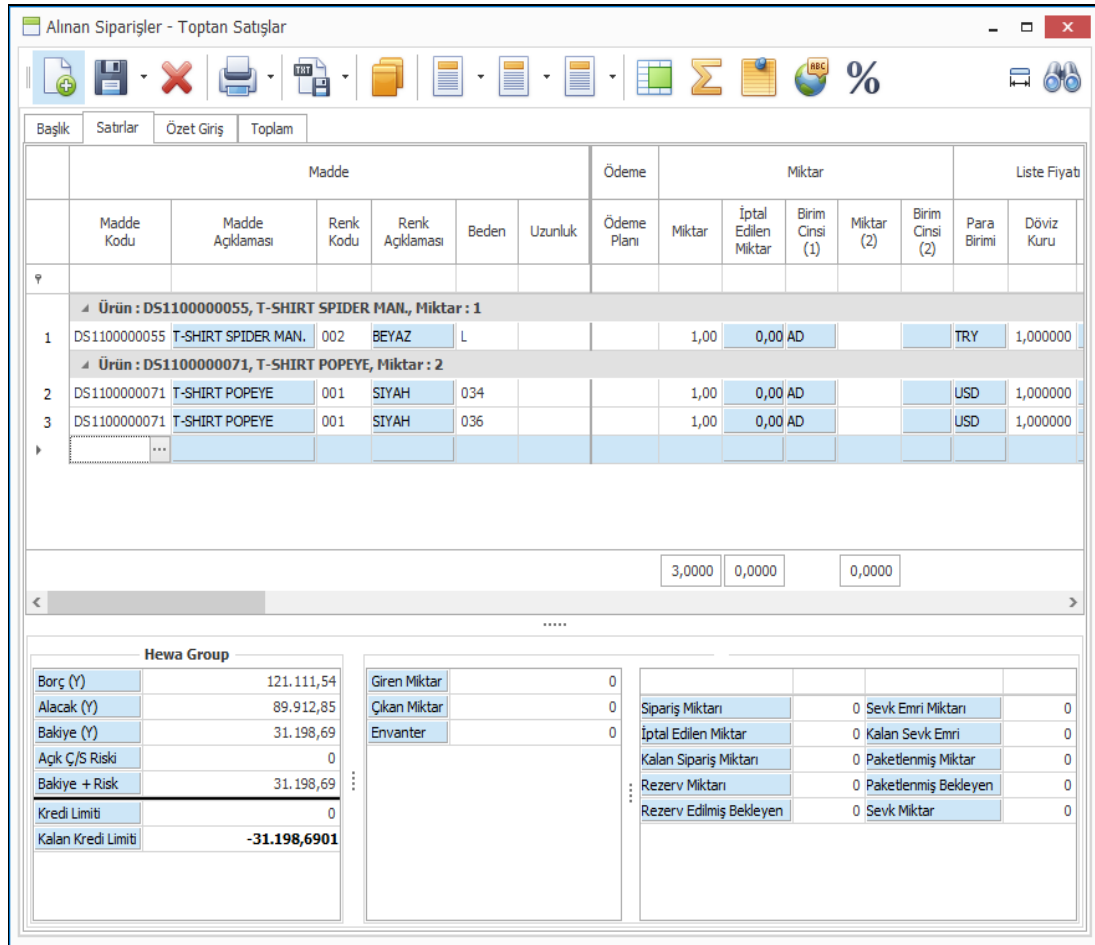 Alınan Siparişler - Toptan Satışlar
TXT
ABC
%
Başlık Satırlar Özet Giriş Toplam
Madde Ödeme Miktar Liste Fiyatı
Madde Kodu Madde Açıklaması Renk Kodu Renk Açıklaması Beden Uzunluk Ödeme Planı Miktar İptal Edilen Miktar Birim Cinsi (1) Miktar (2) Birim Cinsi (2) Para Birimi Döviz Kuru
Ürün : DS1100000055, T-SHIRT SPIDER MAN., Miktar : 1
1 DS1100000055 T-SHIRT SPIDER MAN. 002 BEYAZ L 1,00 0,00 AD TRY 1,000000
Ürün : DS1100000071, T-SHIRT POPEYE, Miktar : 2
2 DS1100000071 T-SHIRT POPEYE 001 SIYAH 034 1,00 0,00 AD USD 1,000000
3 DS1100000071 T-SHIRT POPEYE 001 SIYAH 036 1,00 0,00 AD USD 1,000000
3,0000 0,0000 0,0000
Hewa Group
Borç (Y) 121.111,54
Alacak (Y) 89.912,85
Bakiye (Y) 31.198,69
Açık Ç/S Riski 0
Bakiye + Risk 31.198,69
Kredi Limiti 0
Kalan Kredi Limiti -31.198,6901
Giren Miktar 0
Çıkan Miktar 0
Envanter 0
Sipariş Miktarı 0 Sevk Emri Miktarı 0
İptal Edilen Miktar 0 Kalan Sevk Emri 0
Kalan Sipariş Miktarı 0 Paketlenmiş Miktar 0
Rezerv Miktarı 0 Paketlenmiş Bekleyen 0
Rezerv Edilmiş Bekleyen 0 Sevk Miktar 0